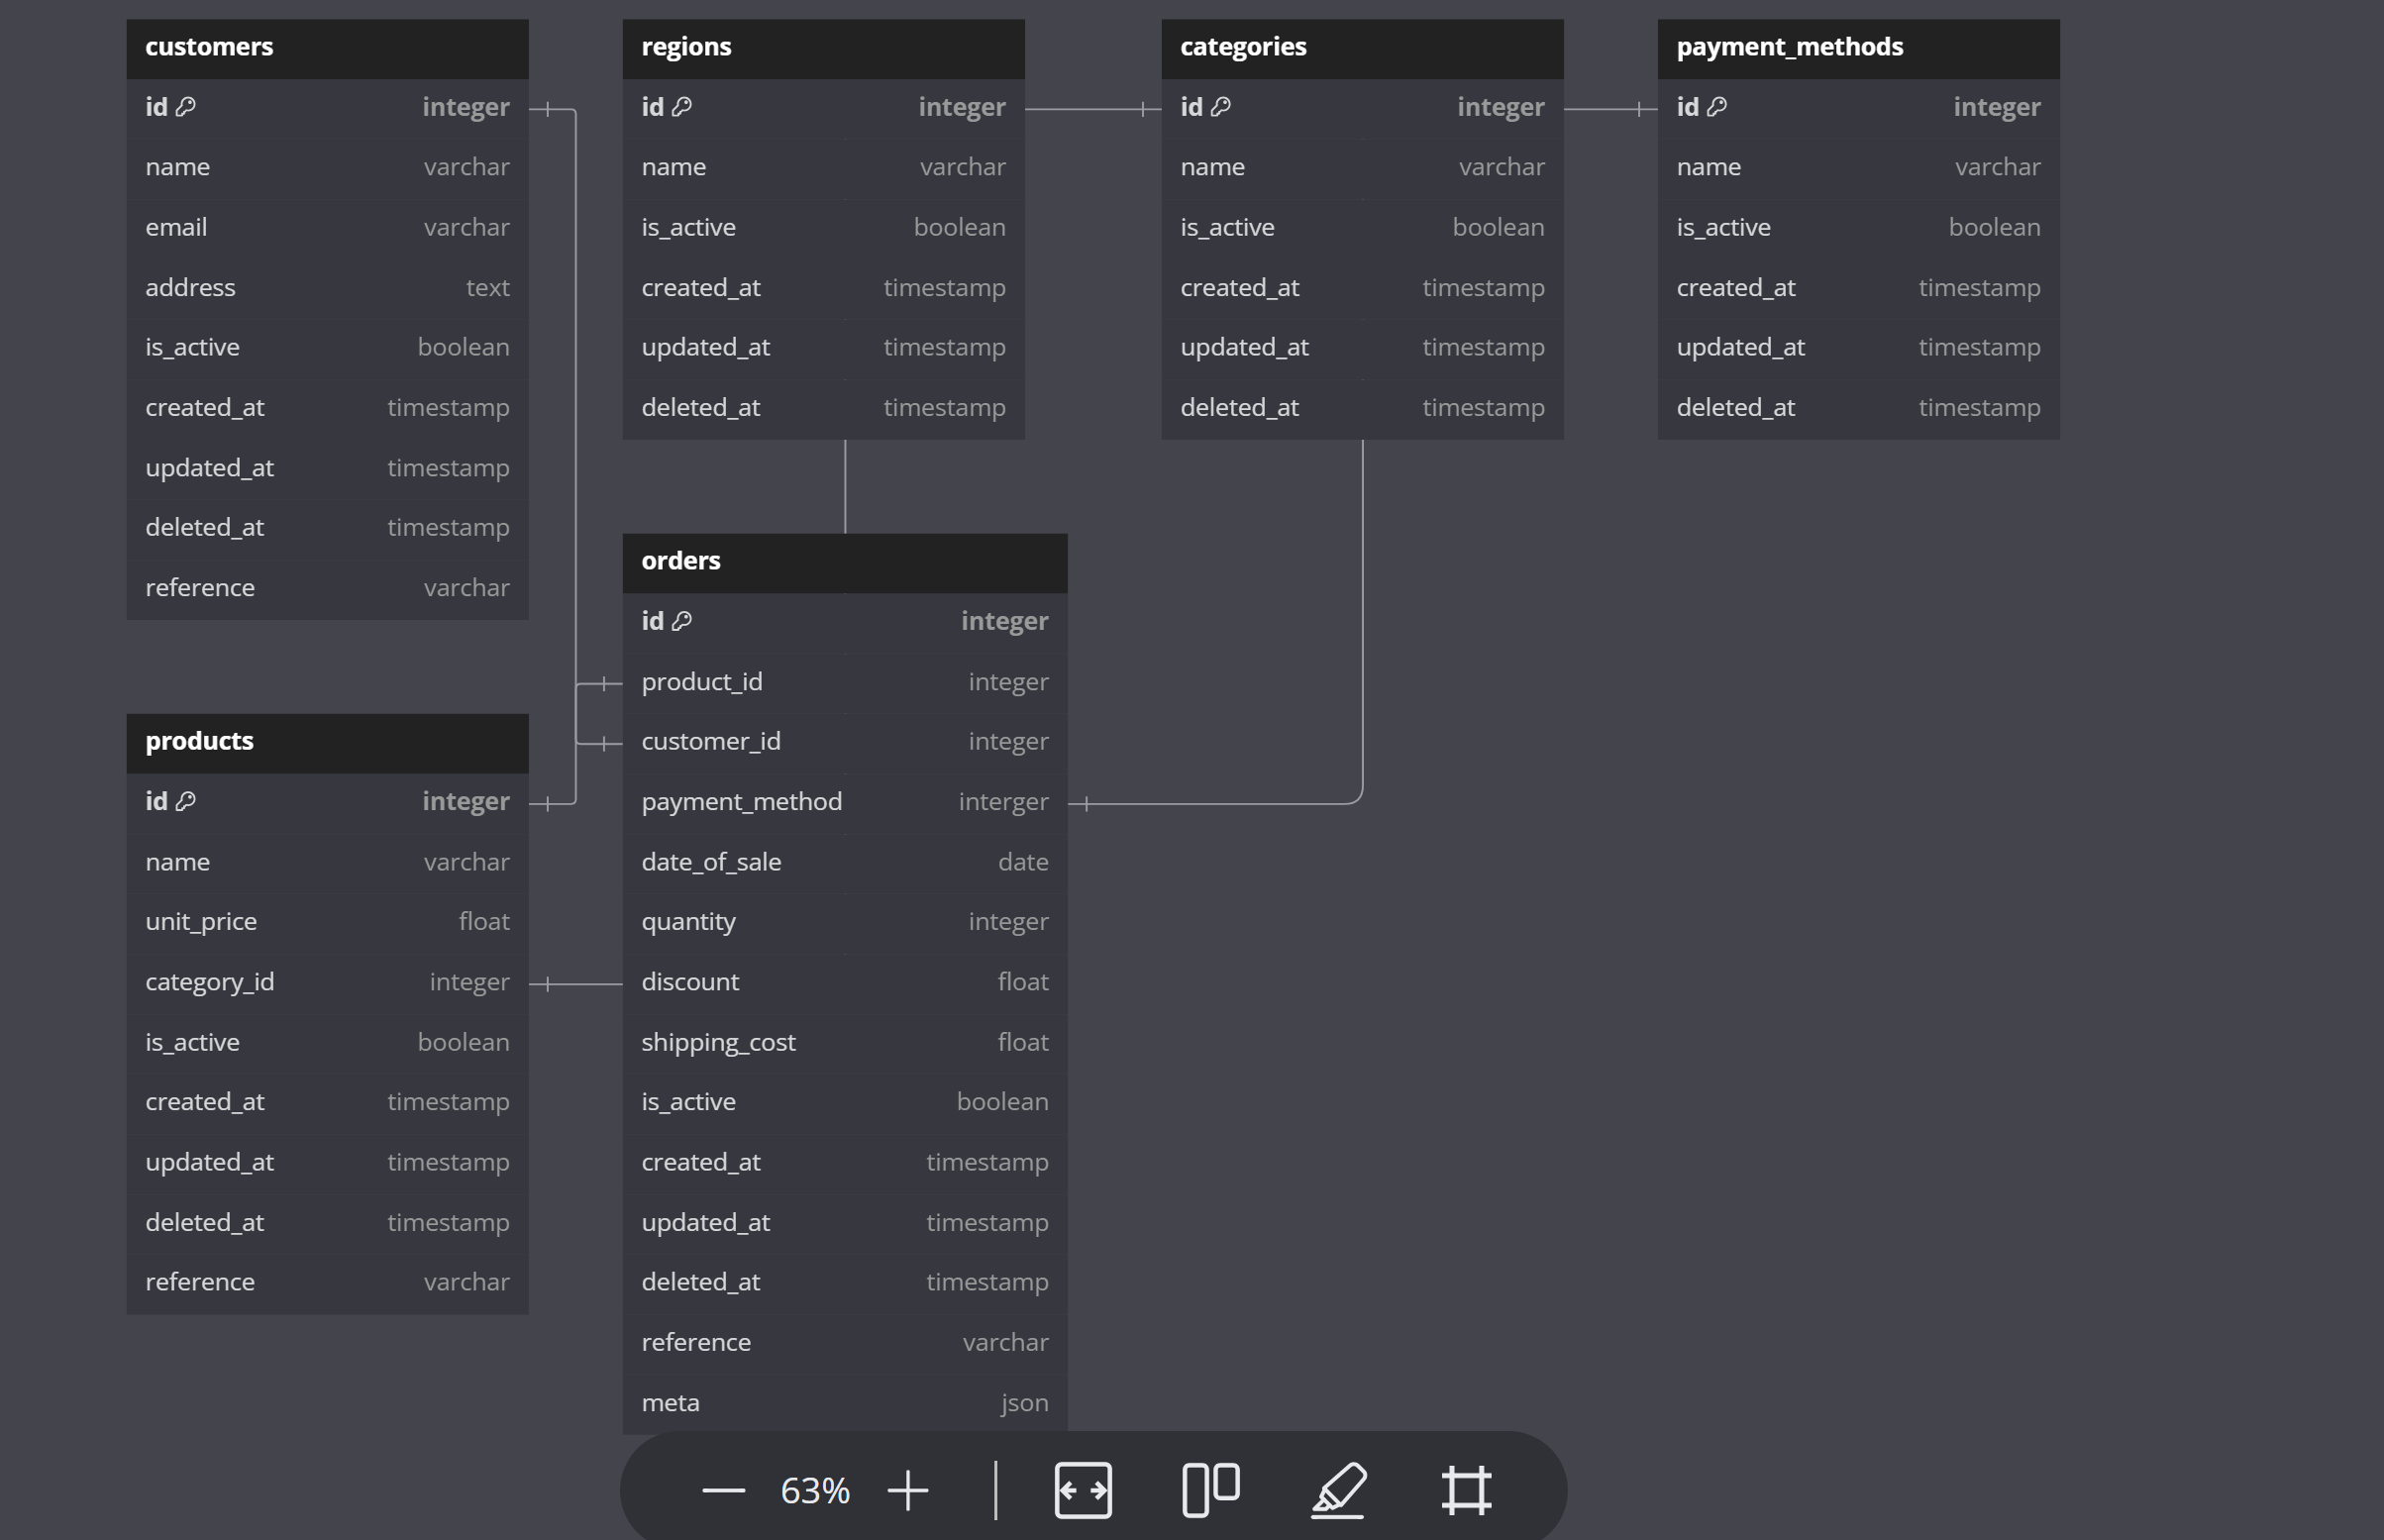 customers
id integer
name varchar
email varchar
address text
is_active boolean
created_at timestamp
updated_at timestamp
deleted_at timestamp
reference varchar
regions
id integer
name varchar
is_active boolean
created_at timestamp
updated_at timestamp
deleted_at timestamp
categories
id integer
name varchar
is_active boolean
created_at timestamp
updated_at timestamp
deleted_at timestamp
payment_methods
id integer
name varchar
is_active boolean
created_at timestamp
updated_at timestamp
deleted_at timestamp
products
id integer
name varchar
unit_price float
category_id integer
is_active boolean
created_at timestamp
updated_at timestamp
deleted_at timestamp
reference varchar
orders
id integer
product_id integer
customer_id integer
payment_method interger
date_of_sale date
quantity integer
discount float
shipping_cost float
is_active boolean
created_at timestamp
updated_at timestamp
deleted_at timestamp
reference varchar
meta json
63%